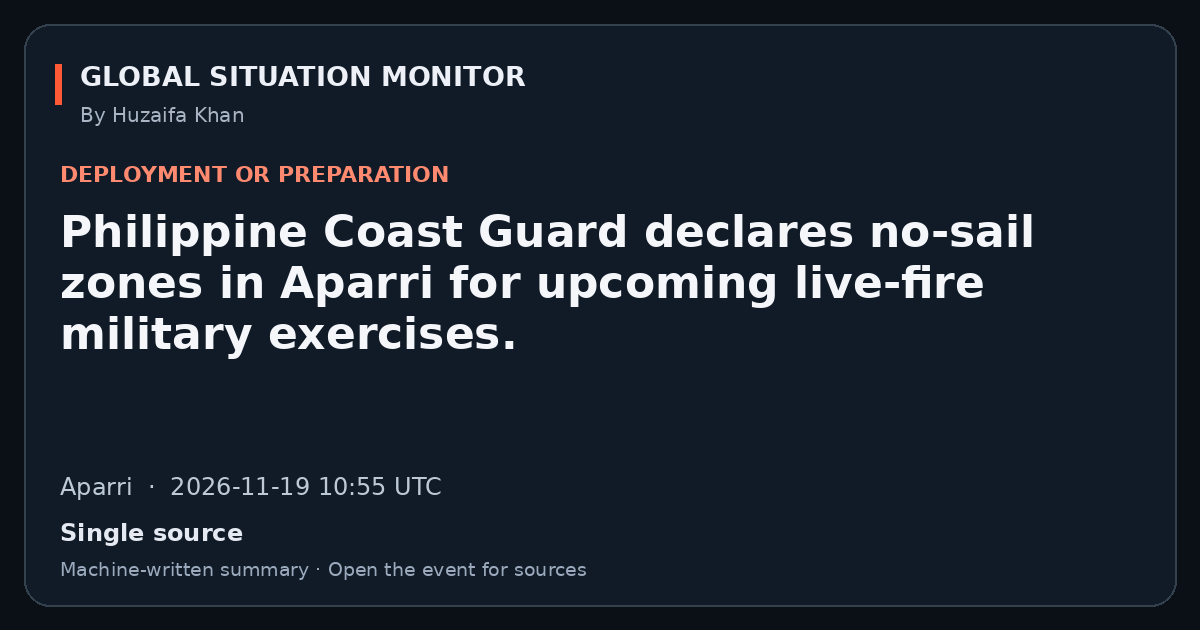 GLOBAL SITUATION MONITOR
By Huzaifa Khan
DEPLOYMENT OR PREPARATION
Philippine Coast Guard declares no-sail
zones in Aparri for upcoming live-fire
military exercises.
Aparri · 2026-11-19 10:55 UTC
Single source
Machine-written summary · Open the event for sources